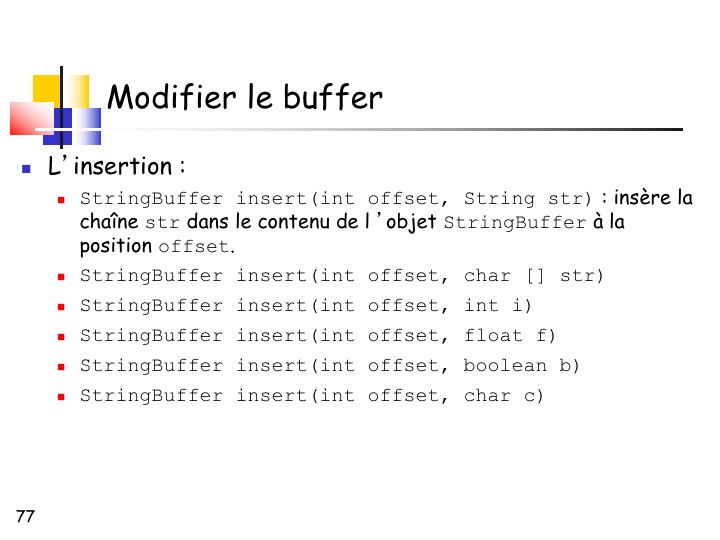 Modifier le buffer
L’insertion :
StringBuffer insert(int offset, String str) : insère la
chaîne str dans le contenu de l’objet StringBuffer à la
position offset.
StringBuffer insert(int offset, char [] str)
StringBuffer insert(int offset, int i)
StringBuffer insert(int offset, float f)
StringBuffer insert(int offset, boolean b)
StringBuffer insert(int offset, char c)
77